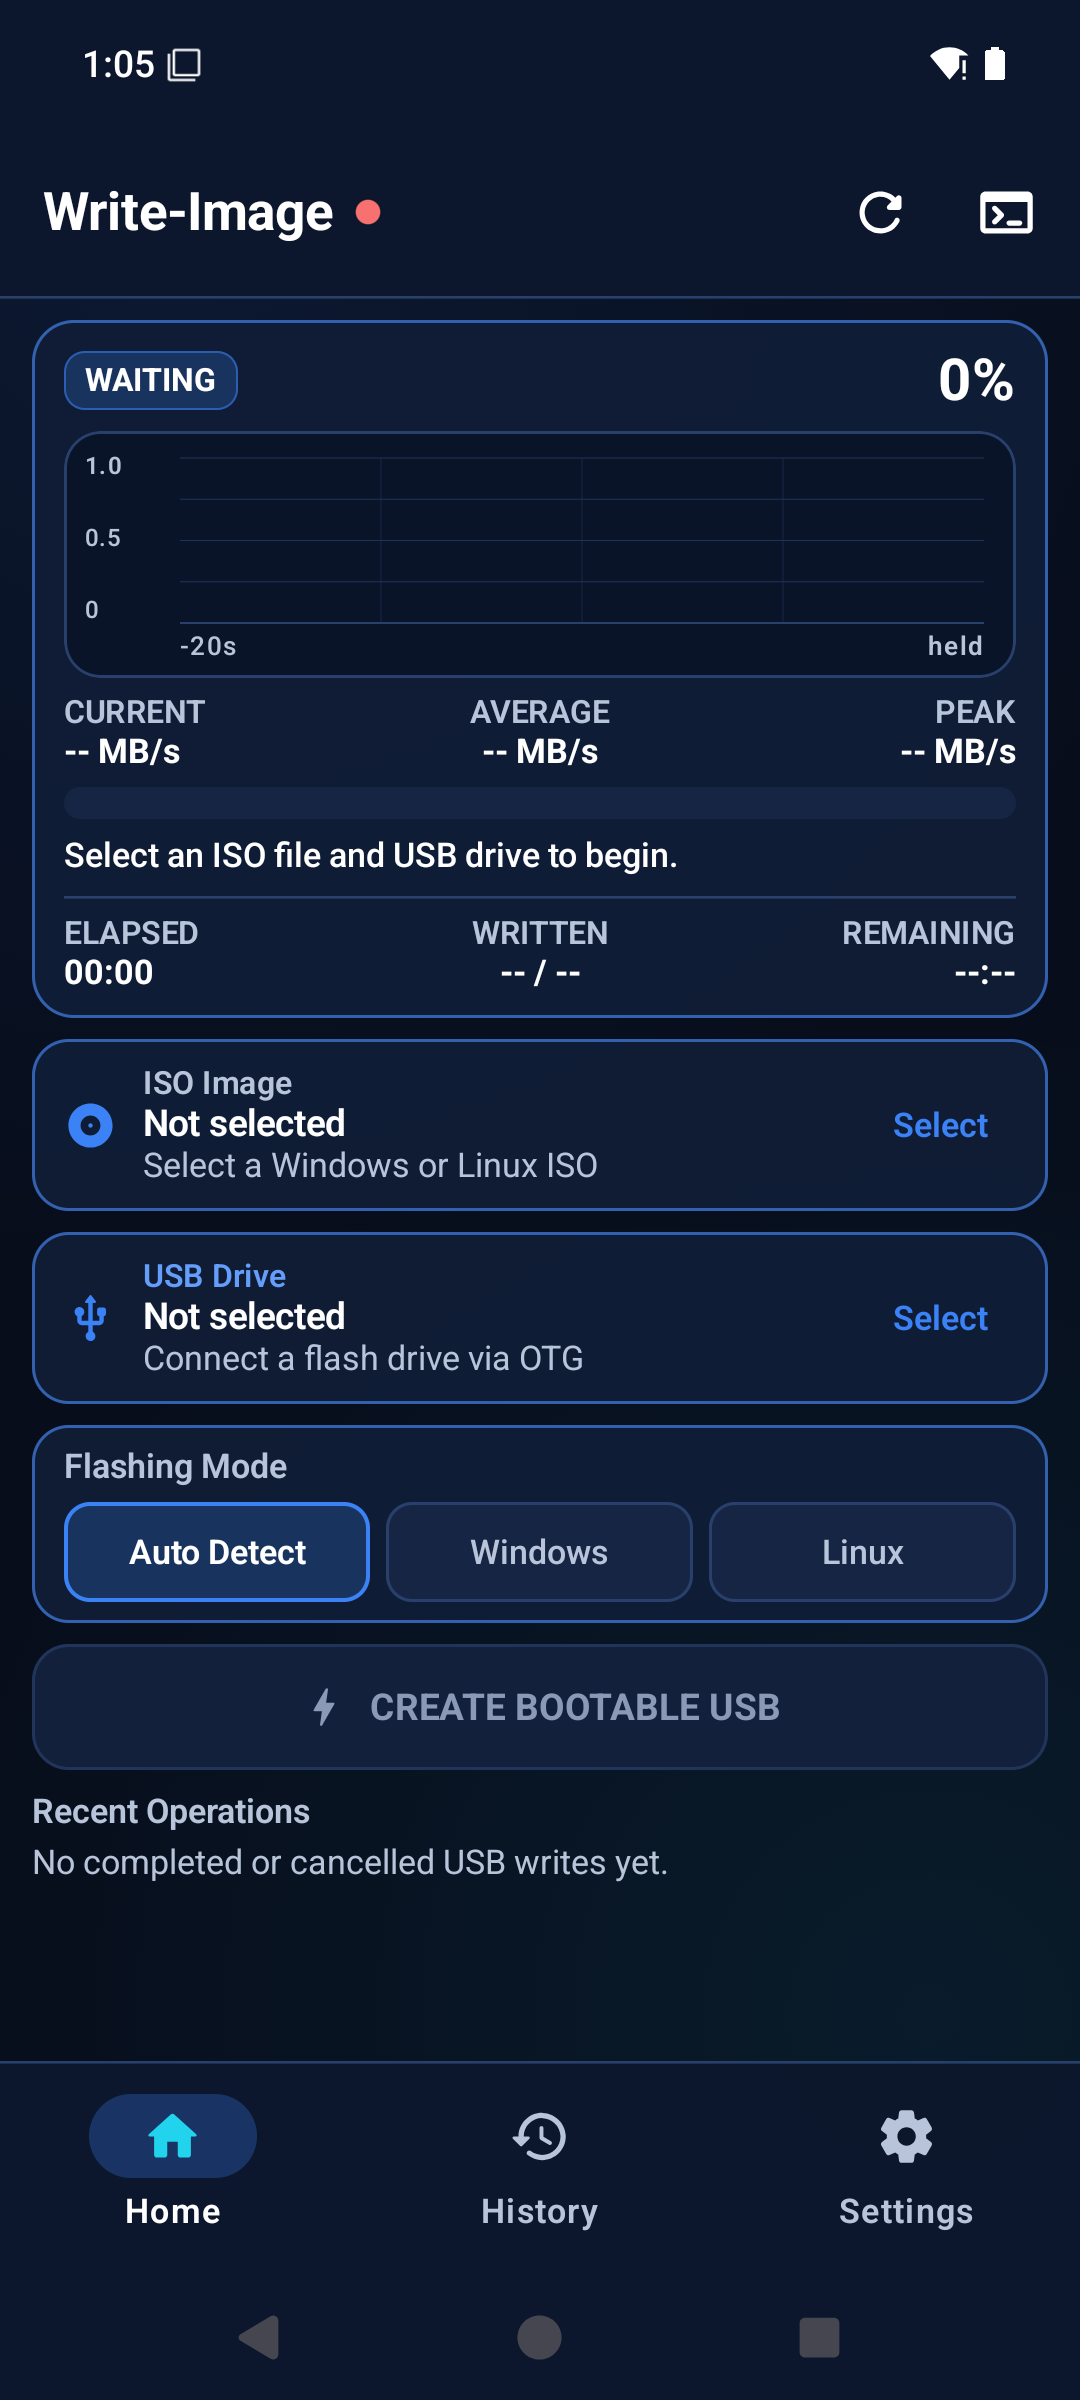 1:05
Write-Image
WAITING
0%
1.0
0.5
0
-20s held
CURRENT AVERAGE PEAK
-- MB/s -- MB/s -- MB/s
Select an ISO file and USB drive to begin.
ELAPSED WRITTEN REMAINING
00:00 -- / -- --:--
ISO Image
Not selected
Select a Windows or Linux ISO
Select
USB Drive
Not selected
Connect a flash drive via OTG
Select
Flashing Mode
Auto Detect Windows Linux
CREATE BOOTABLE USB
Recent Operations
No completed or cancelled USB writes yet.
Home History Settings